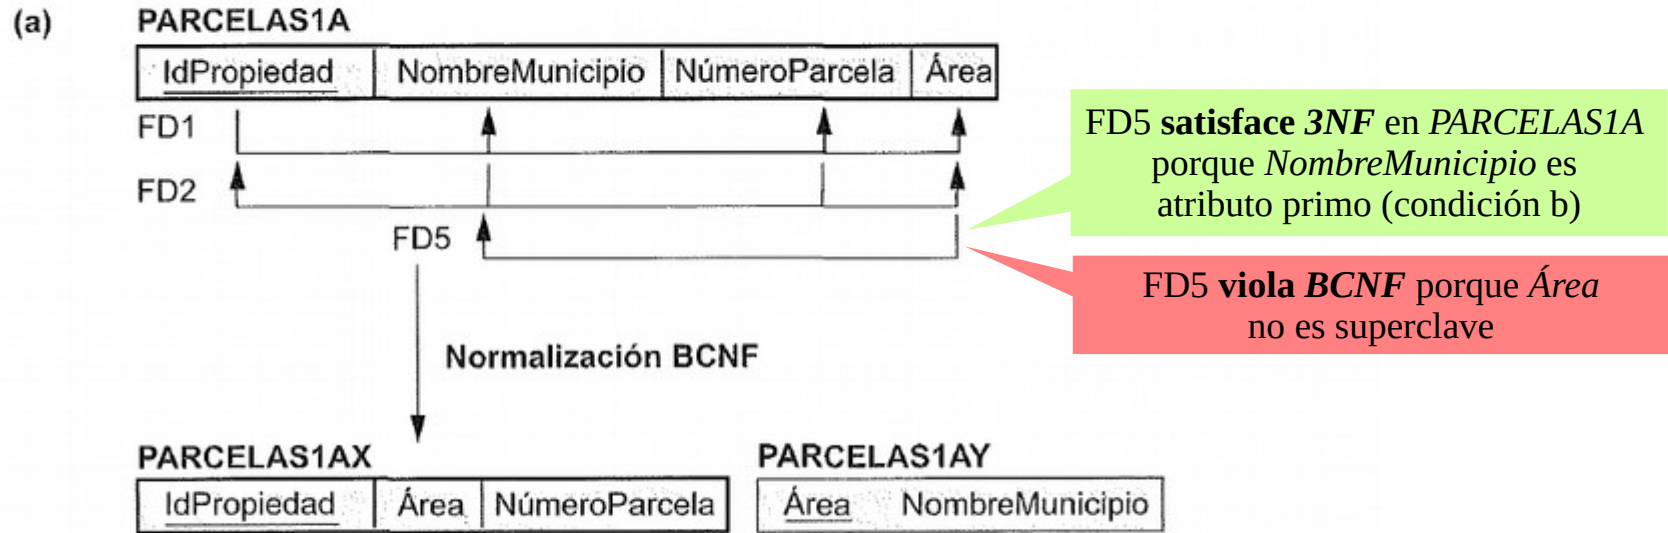 (a) PARCELAS1A
IdPropiedad NombreMunicipio NúmeroParcela Área
FD1
FD2
FD5
FD5 satisface 3NF en PARCELAS1A
porque NombreMunicipio es
atributo primo (condición b)
FD5 viola BCNF porque Área
no es superclave
Normalización BCNF
PARCELAS1AX
IdPropiedad Área NúmeroParcela
PARCELAS1AY
Área NombreMunicipio